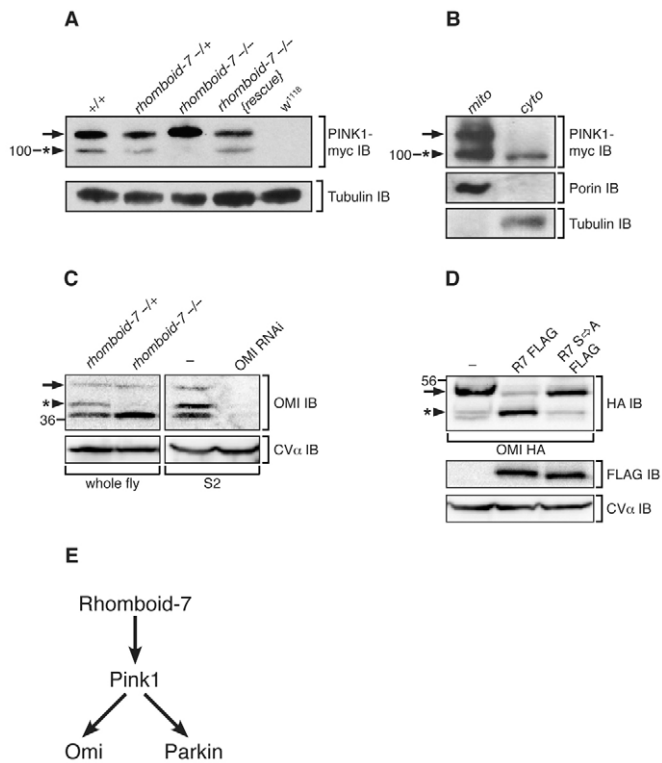 A
+/+
rhomboid-7 –/+
rhomboid-7 –/–
rhomboid-7 –/–
{rescue}
w1118
100–*
PINK1-
myc IB
Tubulin IB
B
mito
cyto
100–*
PINK1-
myc IB
Porin IB
Tubulin IB
C
rhomboid-7 –/+
rhomboid-7 –/–
–
OMI RNAi
*
36–
OMI IB
CVα IB
whole fly
S2
D
–
R7 FLAG
R7 S⇨A
FLAG
56
*
HA IB
OMI HA
FLAG IB
CVα IB
E
Rhomboid-7
Pink1
Omi
Parkin